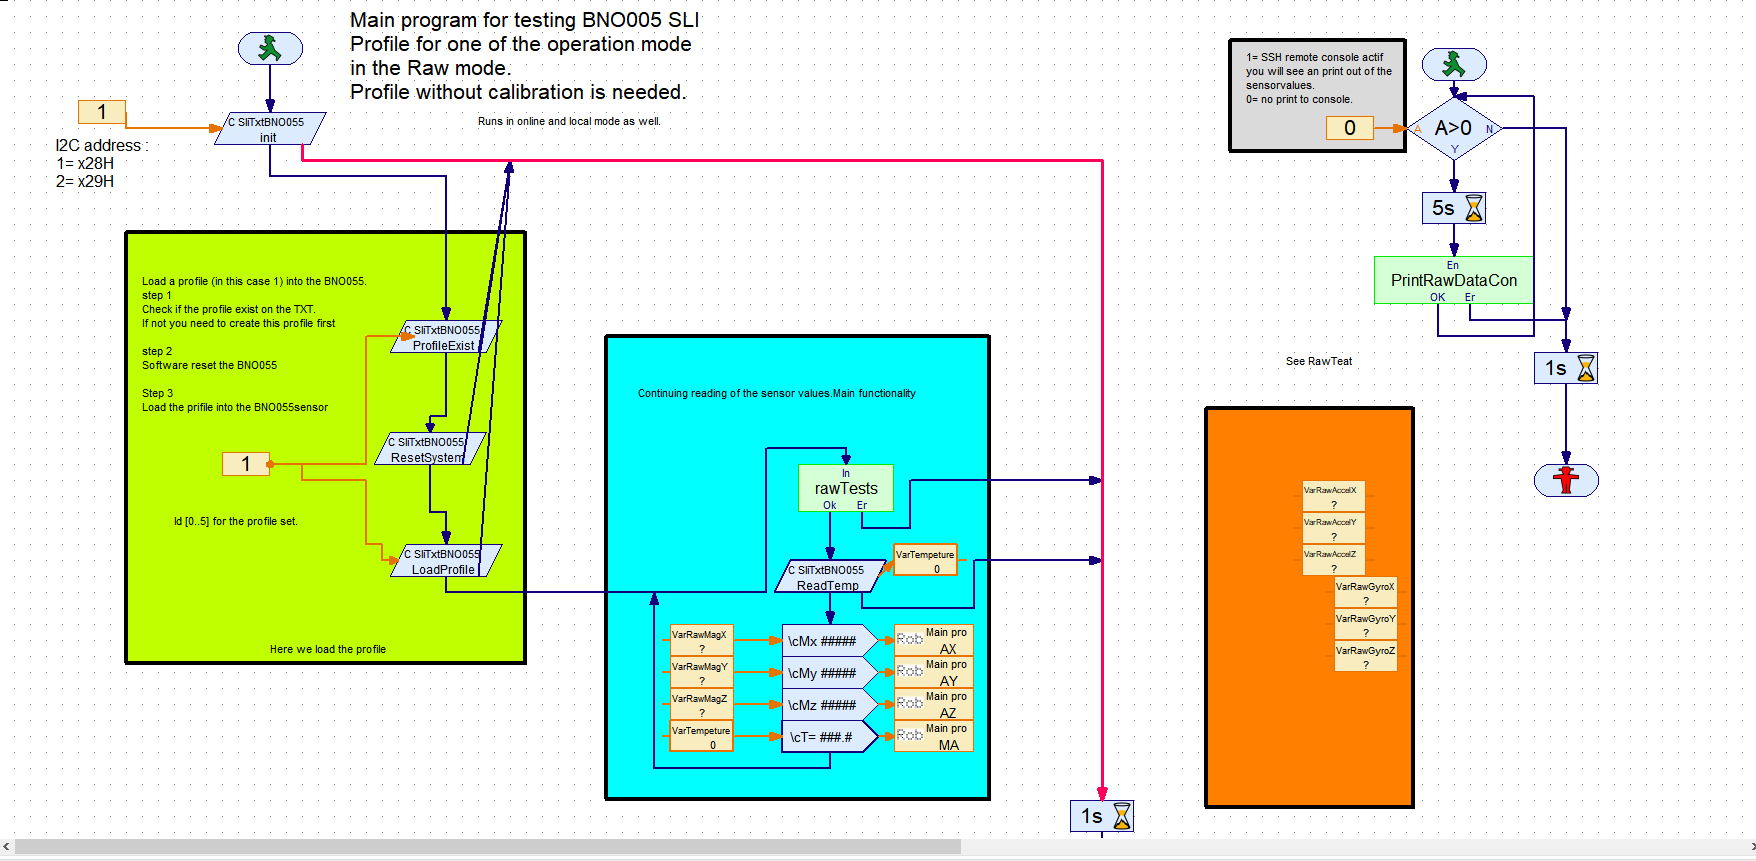 Main program for testing BNO005 SLI
Profile for one of the operation mode
in the Raw mode.
Profile without calibration is needed.
Runs in online and local mode as well.
1
C SliTxtBNO055
init
I2C address :
1= x28H
2= x29H
Load a profile (in this case 1) into the BNO055.
step 1
Check if the profile exist on the TXT.
If not you need to create this profile first
step 2
Software reset the BNO055
Step 3
Load the prifile into the BNO055sensor
C SliTxtBNO055
ProfileExist
C SliTxtBNO055
ResetSystem
1
Id [0..5] for the profile set.
C SliTxtBNO055
LoadProfile
Here we load the profile
Continuing reading of the sensor values.Main functionality
In
rawTests
Ok Er
C SliTxtBNO055
ReadTemp
VarTempeture
0
VarRawMagX
?
\cMx #####
Rob Main pro
AX
VarRawMagY
?
\cMy #####
Rob Main pro
AY
VarRawMagZ
?
\cMz #####
Rob Main pro
AZ
VarTempeture
0
\cT= ###.#
Rob Main pro
MA
1s
1= SSH remote console actif
you will see an print out of the
sensorvalues.
0= no print to console.
0
A A>0 N
Y
5s
En
PrintRawDataCon
OK Er
1s
See RawTeat
VarRawAccelX
?
VarRawAccelY
?
VarRawAccelZ
?
VarRawGyroX
?
VarRawGyroY
?
VarRawGyroZ
?